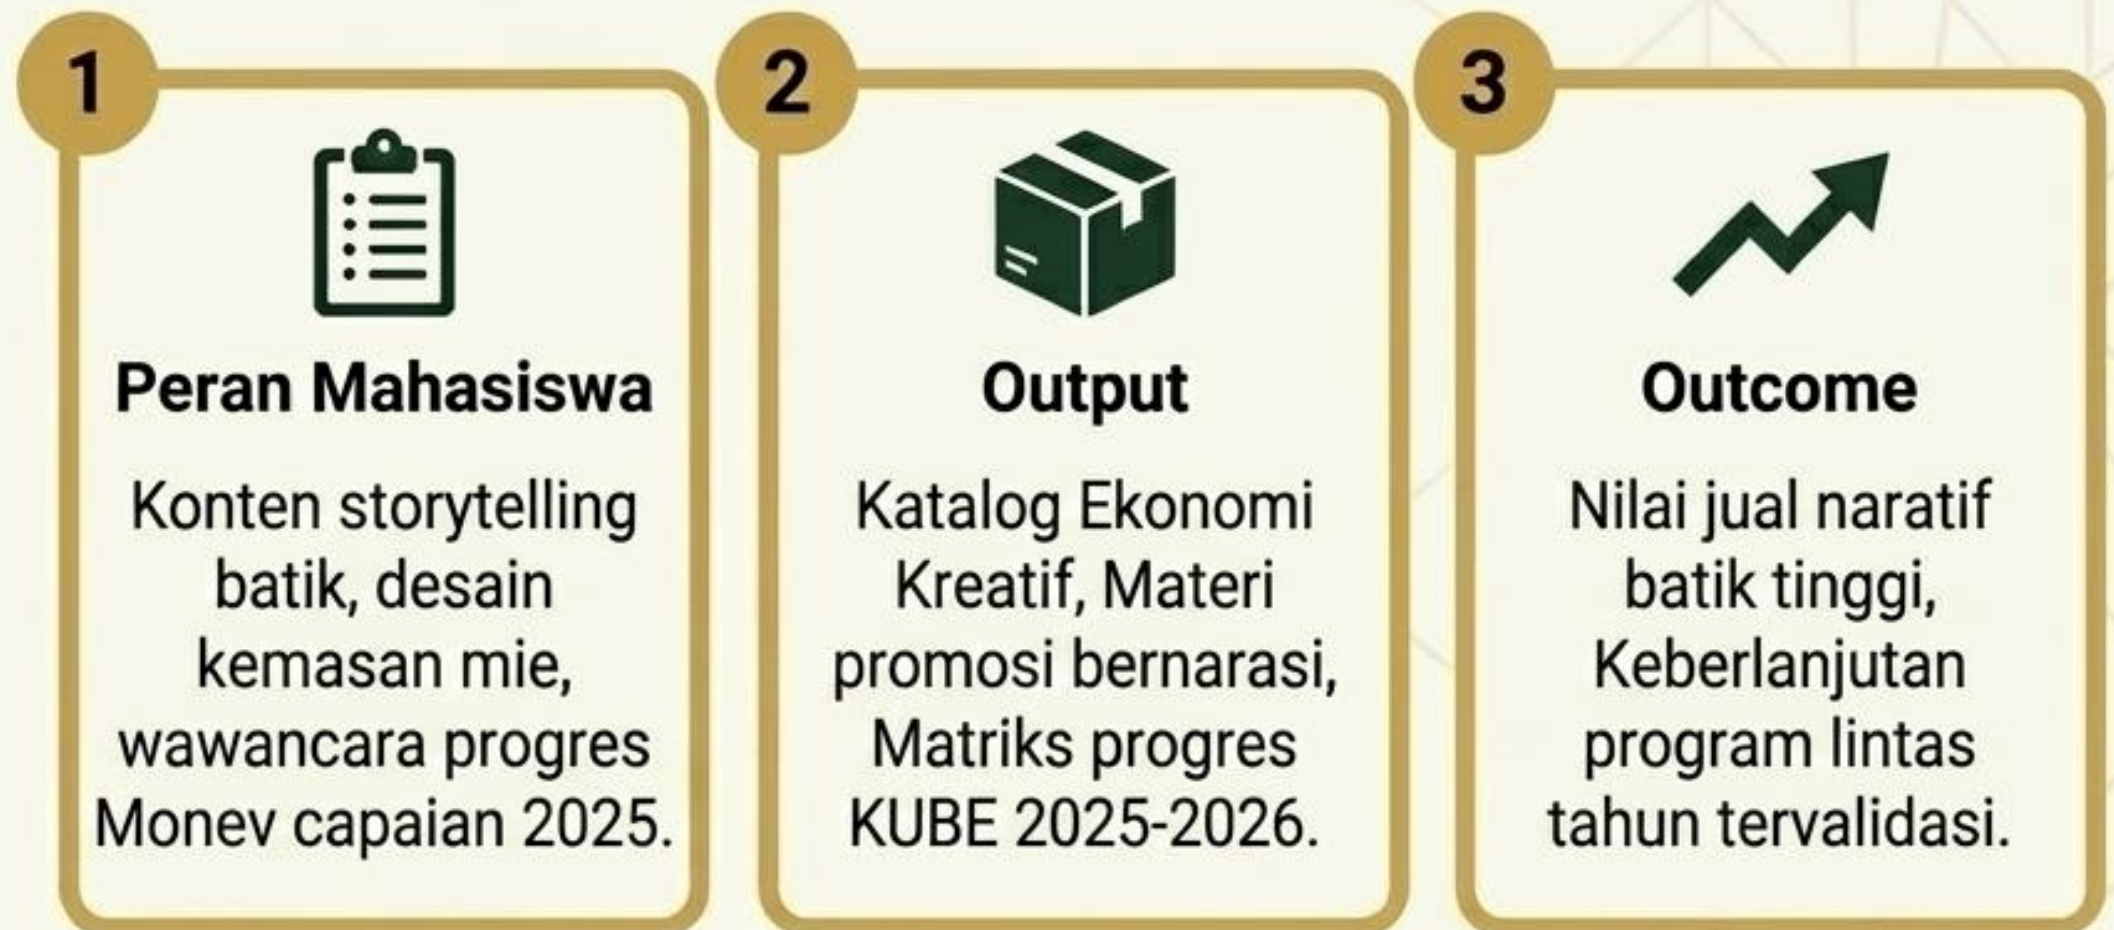 1
Peran Mahasiswa
Konten storytelling
batik, desain
kemasan mie,
wawancara progres
Monev capaian 2025.
2
Output
Katalog Ekonomi
Kreatif, Materi
promosi bernarasi,
Matriks progres
KUBE 2025-2026.
3
Outcome
Nilai jual naratif
batik tinggi,
Keberlanjutan
program lintas
tahun tervalidasi.